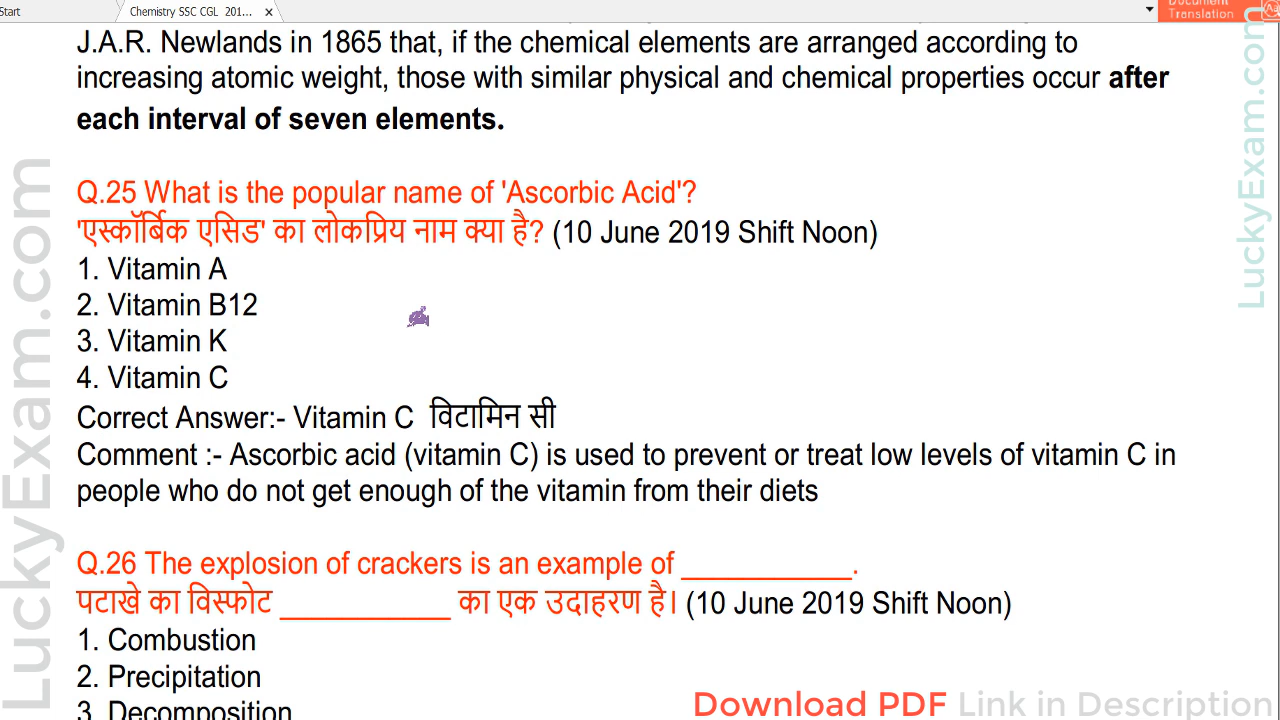 Start
Chemistry SSC CGL 201... ×
Document
Translation
J.A.R. Newlands in 1865 that, if the chemical elements are arranged according to
increasing atomic weight, those with similar physical and chemical properties occur after
each interval of seven elements.
Q.25 What is the popular name of 'Ascorbic Acid'?
'एस्कॉर्बिक एसिड' का लोकप्रिय नाम क्या है? (10 June 2019 Shift Noon)
1. Vitamin A
2. Vitamin B12
3. Vitamin K
4. Vitamin C
Correct Answer:- Vitamin C विटामिन सी
Comment :- Ascorbic acid (vitamin C) is used to prevent or treat low levels of vitamin C in
people who do not get enough of the vitamin from their diets
Q.26 The explosion of crackers is an example of ___________.
पटाखे का विस्फोट ___________ का एक उदाहरण है। (10 June 2019 Shift Noon)
1. Combustion
2. Precipitation
3. Decomposition
Download PDF Link in Description
LuckyExam.com
LuckyExam.com